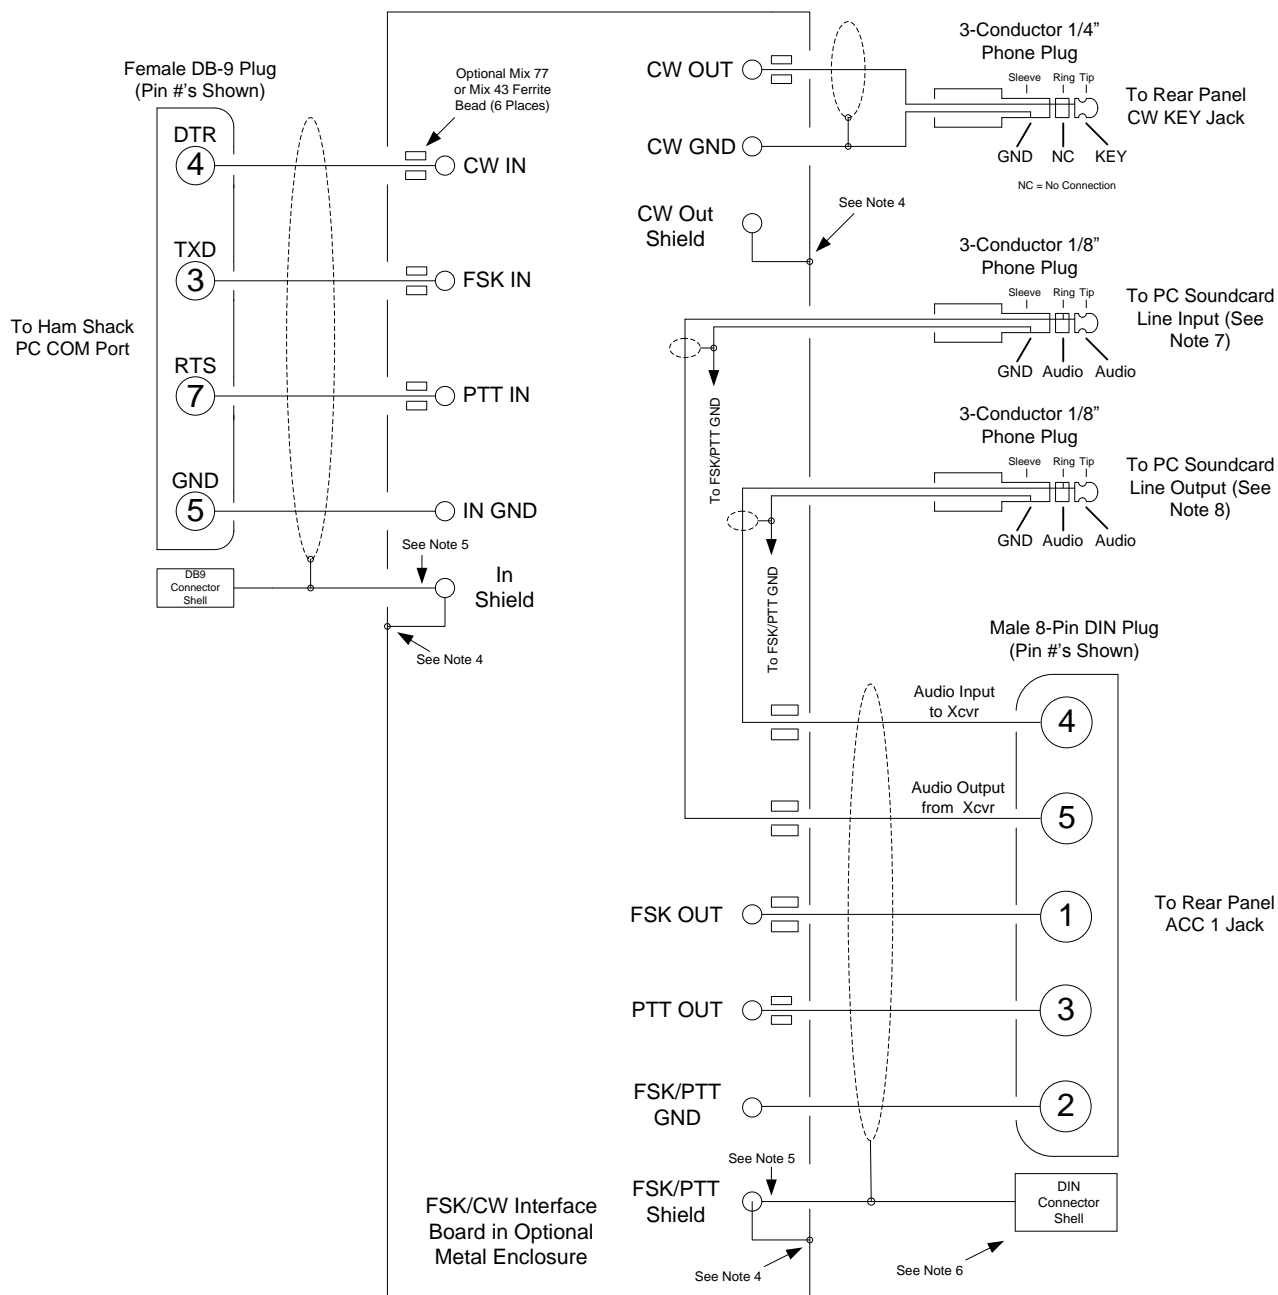 Female DB-9 Plug
(Pin #'s Shown)
DTR
4
TXD
3
RTS
7
GND
5
To Ham Shack
PC COM Port
DB9
Connector
Shell
Optional Mix 77
or Mix 43 Ferrite
Bead (6 Places)
CW IN
FSK IN
PTT IN
IN GND
See Note 5
In
Shield
See Note 4
CW OUT
CW GND
CW Out
Shield
See Note 4
3-Conductor 1/4”
Phone Plug
Sleeve Ring Tip
GND NC KEY
NC = No Connection
To Rear Panel
CW KEY Jack
3-Conductor 1/8”
Phone Plug
Sleeve Ring Tip
GND Audio Audio
To PC Soundcard
Line Input (See
Note 7)
To FSK/PTT GND
3-Conductor 1/8”
Phone Plug
Sleeve Ring Tip
GND Audio Audio
To PC Soundcard
Line Output (See
Note 8)
To FSK/PTT GND
Male 8-Pin DIN Plug
(Pin #'s Shown)
Audio Input
to Xcvr
4
Audio Output
from Xcvr
5
FSK OUT
1
To Rear Panel
ACC 1 Jack
PTT OUT
3
FSK/PTT
GND
2
See Note 5
FSK/PTT
Shield
DIN
Connector
Shell
See Note 4
See Note 6
FSK/CW Interface
Board in Optional
Metal Enclosure